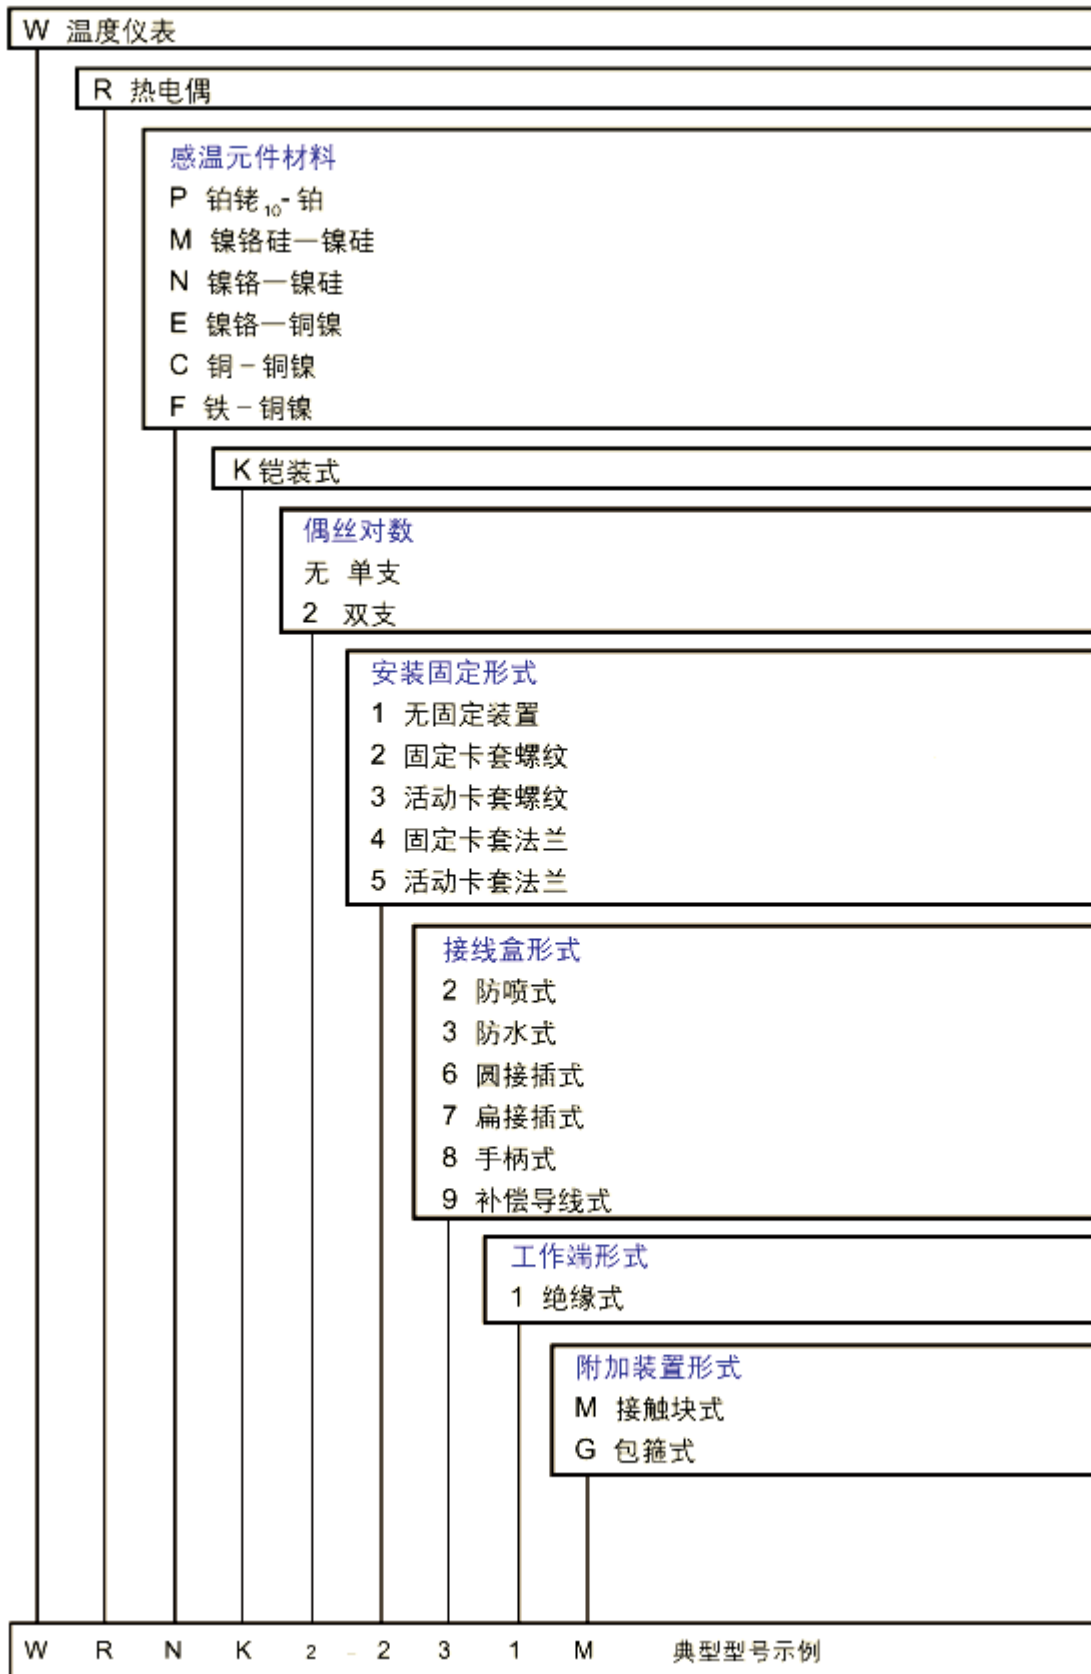 W 温度仪表
R 热电偶
感温元件材料
P 铂铑10-铂
M 镍铬硅一镍硅
N 镍铬一镍硅
E 镍铬一铜镍
C 铜-铜镍
F 铁-铜镍
K 铠装式
偶丝对数
无 单支
2 双支
安装固定形式
1 无固定装置
2 固定卡套螺纹
3 活动卡套螺纹
4 固定卡套法兰
5 活动卡套法兰
接线盒形式
2 防喷式
3 防水式
6 圆接插式
7 扁接插式
8 手柄式
9 补偿导线式
工作端形式
1 绝缘式
附加装置形式
M 接触块式
G 包箍式
W R N K 2 - 2 3 1 M 典型型号示例